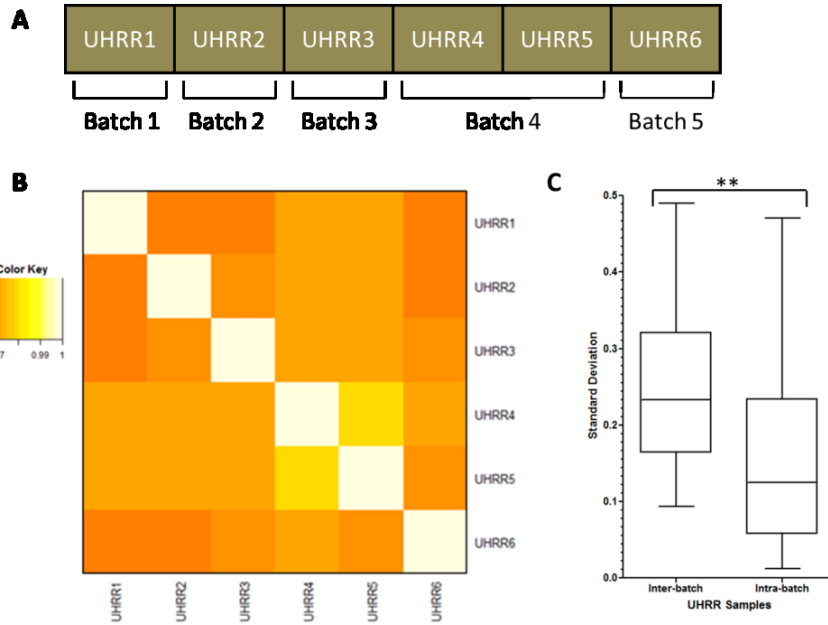 A
UHRR1 UHRR2 UHRR3 UHRR4 UHRR5 UHRR6
Batch 1 Batch 2 Batch 3 Batch 4 Batch 5
B
Color Key
7 0.99 1
UHRR1
UHRR2
UHRR3
UHRR4
UHRR5
UHRR6
UHRR1 UHRR2 UHRR3 UHRR4 UHRR5 UHRR6
C
**
0.5
0.4
0.3
0.2
0.1
0.0
Standard Deviation
Inter-batch Intra-batch
UHRR Samples